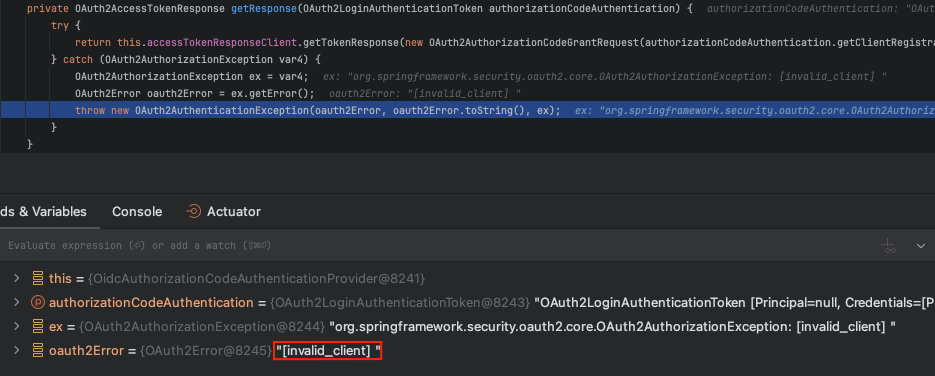 private OAuth2AccessTokenResponse getResponse(OAuth2LoginAuthenticationToken authorizationCodeAuthentication) { authorizationCodeAuthentication: "OAu
try {
return this.accessTokenResponseClient.getTokenResponse(new OAuth2AuthorizationCodeGrantRequest(authorizationCodeAuthentication.getClientRegistra
} catch (OAuth2AuthorizationException var4) {
OAuth2AuthorizationException ex = var4; ex: "org.springframework.security.oauth2.core.OAuth2AuthorizationException: [invalid_client] "
OAuth2Error oauth2Error = ex.getError(); oauth2Error: "[invalid_client] "
throw new OAuth2AuthenticationException(oauth2Error, oauth2Error.toString(), ex); ex: "org.springframework.security.oauth2.core.OAuth2Authoriz
}
}
ds & Variables Console Actuator
Evaluate expression (⏎) or add a watch (⇧⌘⏎)
this = {OidcAuthorizationCodeAuthenticationProvider@8241}
authorizationCodeAuthentication = {OAuth2LoginAuthenticationToken@8243} "OAuth2LoginAuthenticationToken [Principal=null, Credentials=[P
ex = {OAuth2AuthorizationException@8244} "org.springframework.security.oauth2.core.OAuth2AuthorizationException: [invalid_client] "
oauth2Error = {OAuth2Error@8245} "[invalid_client] "